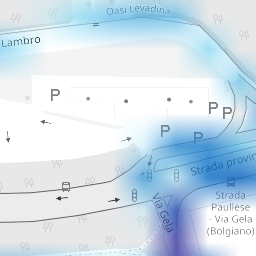 Oasi Levadina
Lambro
P
P
P
P
P
Strada provin
Via Gela
Strada
Paullese
- Via Gela
(Bolgiano)